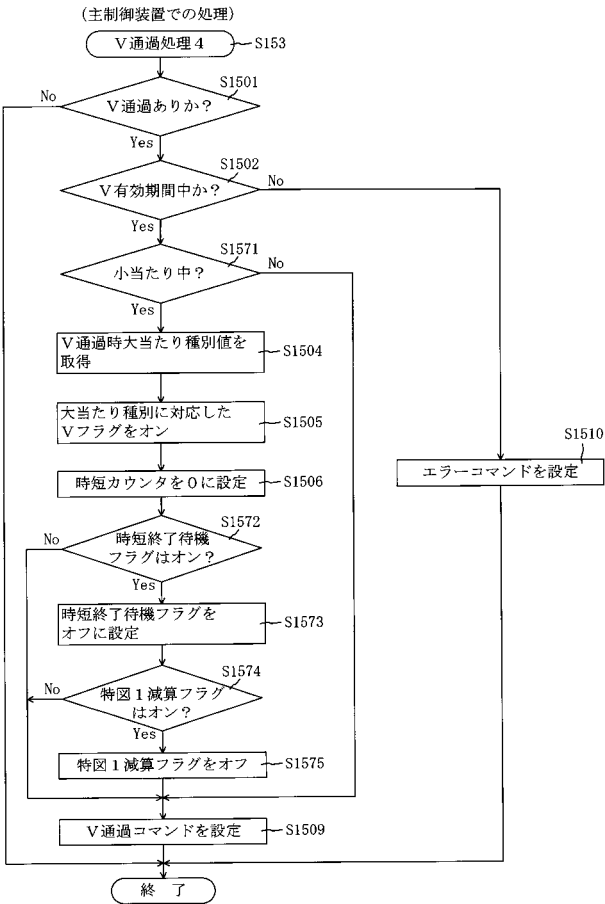 (主制御装置での処理)
V通過処理4
S153
S1501
No
V通過ありか?
Yes
S1502
No
V有効期間中か?
Yes
S1571
No
小当たり中?
Yes
V通過時大当たり種別値を
取得
S1504
大当たり種別に対応した
Vフラグをオン
S1505
S1510
エラーコマンドを設定
時短カウンタを0に設定
S1506
S1572
No
時短終了待機
フラグはオン?
Yes
時短終了待機フラグを
オフに設定
S1573
S1574
No
特図1減算フラグ
はオン?
Yes
特図1減算フラグをオフ
S1575
V通過コマンドを設定
S1509
終 了